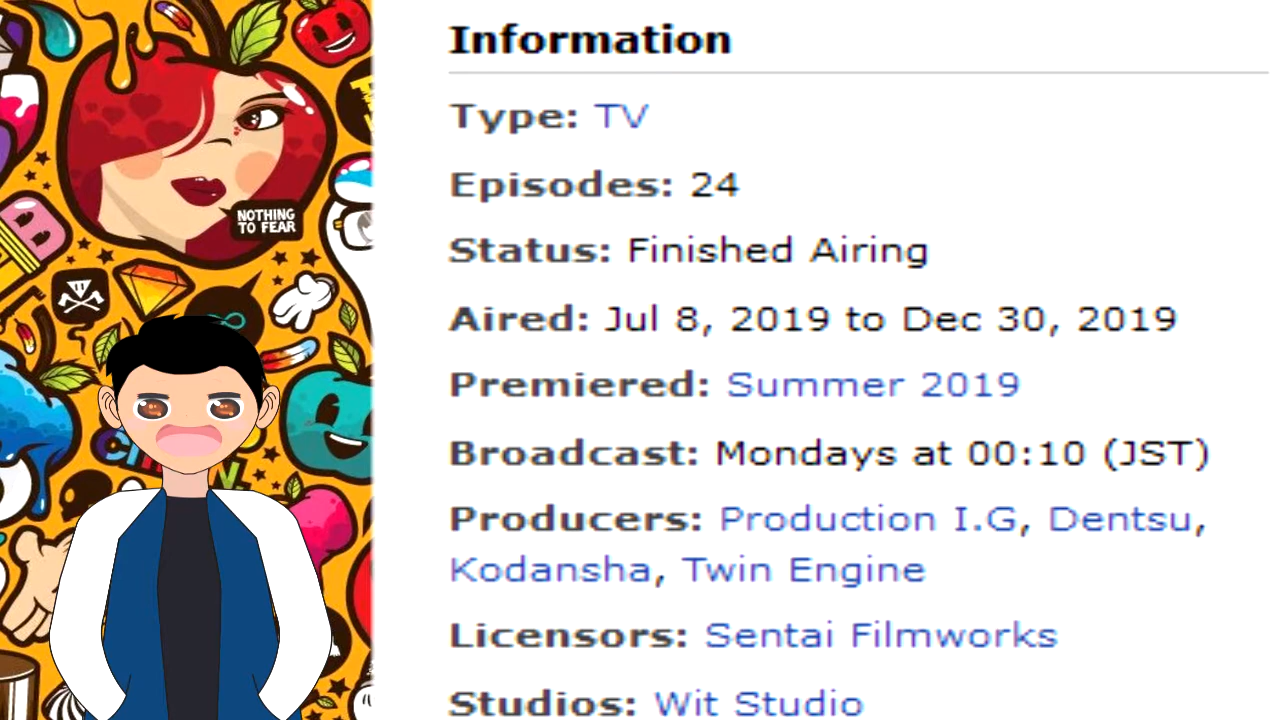 NOTHING
TO FEAR
Information
Type: TV
Episodes: 24
Status: Finished Airing
Aired: Jul 8, 2019 to Dec 30, 2019
Premiered: Summer 2019
Broadcast: Mondays at 00:10 (JST)
Producers: Production I.G, Dentsu,
Kodansha, Twin Engine
Licensors: Sentai Filmworks
Studios: Wit Studio